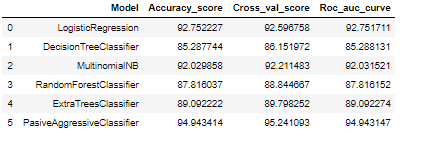 Model Accuracy_score Cross_val_score Roc_auc_curve
0 LogisticRegression 92.752227 92.596758 92.751711
1 DecisionTreeClassifier 85.287744 86.151972 85.288131
2 MultinomialNB 92.029858 92.211483 92.031521
3 RandomForestClassifier 87.816037 88.844667 87.816152
4 ExtraTreesClassifier 89.092222 89.798252 89.092274
5 PasiveAggressiveClassifier 94.943414 95.241093 94.943147